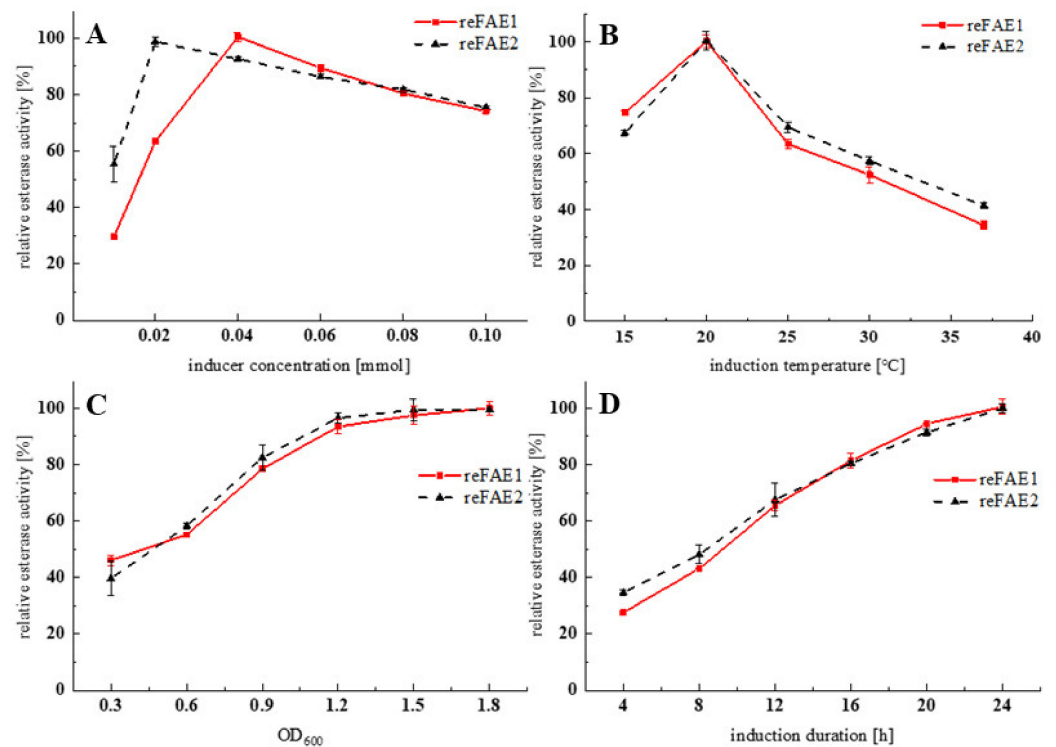 A
reFAE1
reFAE2
relative esterase activity [%]
100
80
60
40
20
0
0.02 0.04 0.06 0.08 0.10
inducer concentration [mmol]
B
reFAE1
reFAE2
relative esterase activity [%]
100
80
60
40
20
0
15 20 25 30 35 40
induction temperature [°C]
C
reFAE1
reFAE2
relative esterase activity [%]
100
80
60
40
20
0
0.3 0.6 0.9 1.2 1.5 1.8
OD600
D
reFAE1
reFAE2
relative esterase activity [%]
100
80
60
40
20
0
4 8 12 16 20 24
induction duration [h]